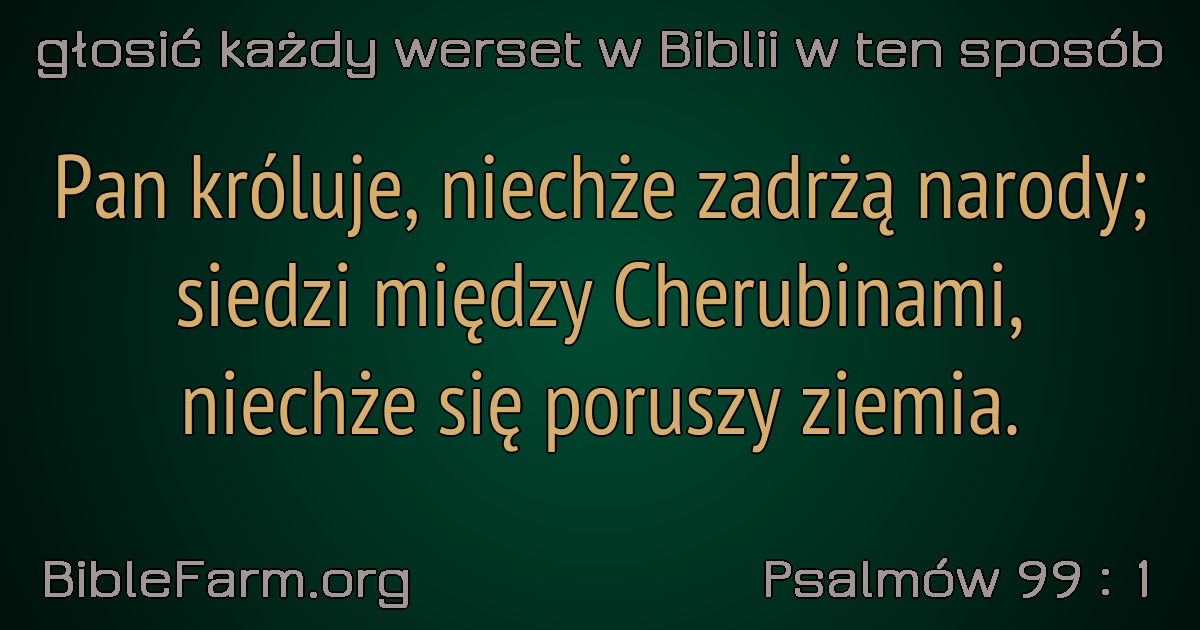 głosić każdy werset w Biblii w ten sposób
Pan króluje, niechże zadrżą narody;
siedzi między Cherubinami,
niechże się poruszy ziemia.
BibleFarm.org
Psalmów 99 : 1